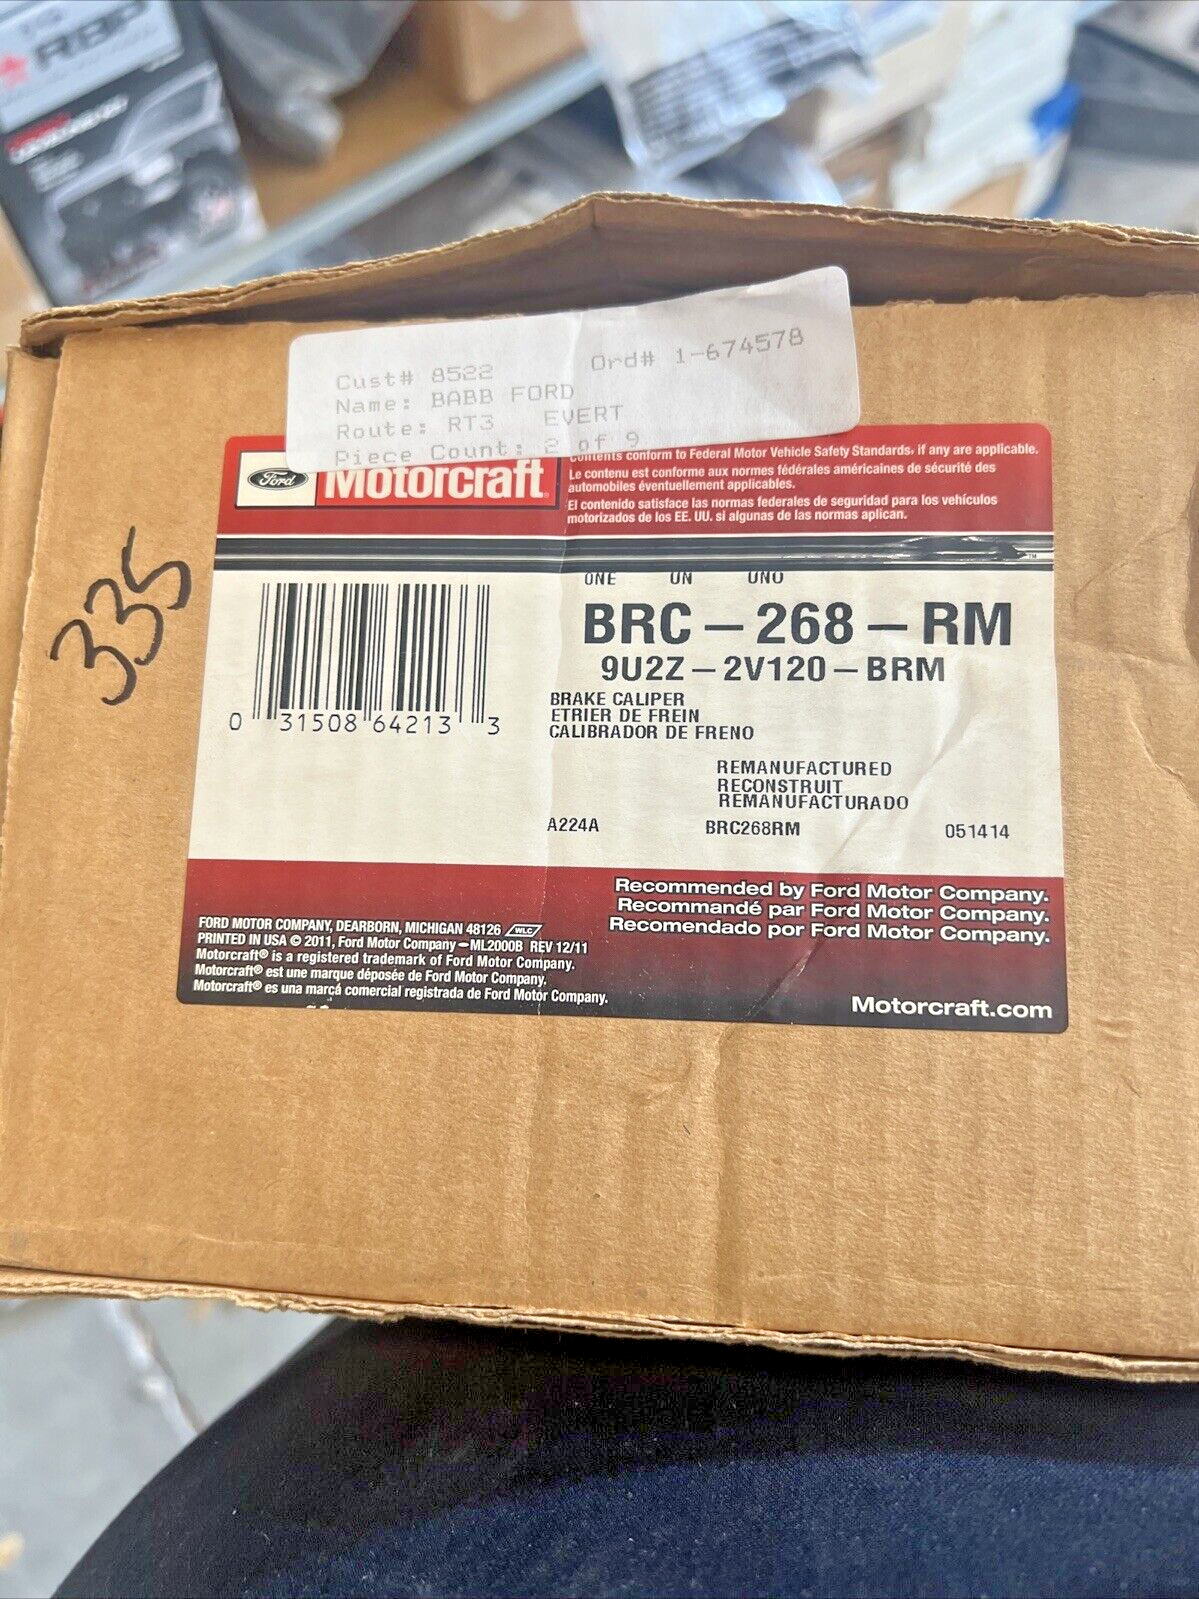 RBP
Cust# 8522 Ord# 1-674578
Name: BABB FORD
Route: RT3 EVERT
Piece Count: 2 of 9
335
Ford
Motorcraft®
Contents conform to Federal Motor Vehicle Safety Standards, if any are applicable.
Le contenu est conforme aux normes fédérales américaines de sécurité des
automobiles éventuellement applicables.
El contenido satisface las normas federales de seguridad para los vehículos
motorizados de los EE. UU. si algunas de las normas aplican.
TM
ONE UN UNO
BRC-268-RM
9U2Z-2V120-BRM
BRAKE CALIPER
ETRIER DE FREIN
CALIBRADOR DE FRENO
0 31508 64213 3
REMANUFACTURED
RECONSTRUIT
REMANUFACTURADO
A224A BRC268RM 051414
Recommended by Ford Motor Company.
Recommandé par Ford Motor Company.
Recomendado por Ford Motor Company.
FORD MOTOR COMPANY, DEARBORN, MICHIGAN 48126 WLC
PRINTED IN USA © 2011, Ford Motor Company-ML2000B REV 12/11
Motorcraft® is a registered trademark of Ford Motor Company.
Motorcraft® est une marque déposée de Ford Motor Company.
Motorcraft® es una marcá comercial registrada de Ford Motor Company.
Motorcraft.com